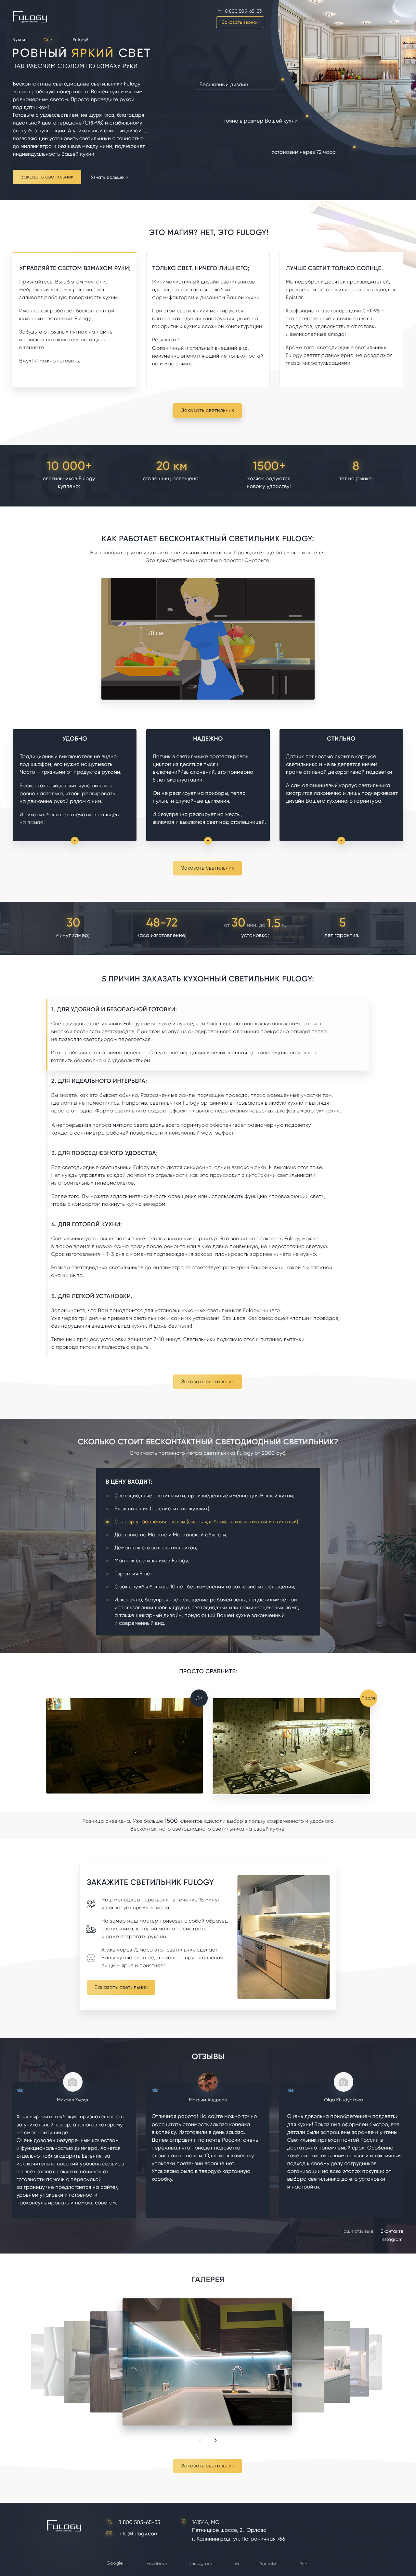 FULOGY
8 800 505-65-33
Заказать звонок
Кухня
Свет
Fulogy!
РОВНЫЙ ЯРКИЙ СВЕТ
НАД РАБОЧИМ СТОЛОМ ПО ВЗМАХУ РУКИ
Бесконтактные светодиодные светильники Fulogy
зальют рабочую поверхность Вашей кухни мягким
равномерным светом. Просто проведите рукой
под датчиком!
Готовьте с удовольствием, не щуря глаз, благодаря
идеальной цветопередаче (CRI>98) и стабильному
свету без пульсаций. А уникальный слитный дизайн,
позволяющий установить светильники с точностью
до миллиметра и без швов между ними, подчеркнет
индивидуальность Вашей кухни.
Бесшовный дизайн
Точно в размер Вашей кухни
Установим через 72 часа
Заказать светильник
Узнать больше
ЭТО МАГИЯ? НЕТ, ЭТО FULOGY!
УПРАВЛЯЙТЕ СВЕТОМ ВЗМАХОМ РУКИ;
Признайтесь: Вы об этом мечтали.
Небрежный жест – и ровный свет
заливает рабочую поверхность кухни.
Именно так работает бесконтактный
кухонный светильник Fulogy.
Забудьте о грязных пятнах на лампе
и поисках выключателя на ощупь
в темноте.
Вжух! И можно готовить.
ТОЛЬКО СВЕТ, НИЧЕГО ЛИШНЕГО;
Минималистичный дизайн светильников
идеально сочетается с любым
форм-фактором и дизайном Вашей кухни.
При этом светильники монтируются
слитно, как единая конструкция, даже на
габаритных кухнях сложной конфигурации.
Результат?
Органичный и стильный внешний вид,
неизменно впечатляющий не только гостей,
но и Вас самих.
ЛУЧШЕ СВЕТИТ ТОЛЬКО СОЛНЦЕ.
Мы перебрали десяток производителей,
прежде чем остановились на светодиодах
Epistar.
Коэффициент цветопередачи CRI>98 –
это естественные и сочные цвета
продуктов, удовольствие от готовки
и великолепные блюда!
Кроме того, светодиодные светильники
Fulogy светят равномерно, не раздражая
глаза микропульсациями.
Заказать светильник
10 000+
светильников Fulogy
куплено;
20 км
столешниц освещено;
1500+
хозяек радуются
новому удобству;
8
лет на рынке.
КАК РАБОТАЕТ БЕСКОНТАКТНЫЙ СВЕТИЛЬНИК FULOGY:
Вы проводите рукой у датчика, светильник включается. Проводите еще раз – выключается.
Это действительно настолько просто! Смотрите:
20 см
УДОБНО
Традиционный выключатель не видно
под шкафом, его нужно нащупывать.
Часто – грязными от продуктов руками.
Бесконтактный датчик чувствителен
ровно настолько, чтобы реагировать
на движение рукой рядом с ним.
И никаких больше отпечатков пальцев
на лампе!
НАДЕЖНО
Датчик в светильнике протестирован
циклом из десятков тысяч
включений/выключений, это примерно
5 лет эксплуатации.
Он не реагирует на приборы, тепло,
пульты и случайные движения.
И безупречно реагирует на жесты,
включая и выключая свет над столешницей.
СТИЛЬНО
Датчик полностью скрыт в корпусе
светильника и не выделяется ничем,
кроме стильной декоративной подсветки.
А сам алюминиевый корпус светильника
смотрится лаконично и лишь подчеркивает
дизайн Вашего кухонного гарнитура.
Заказать светильник
30
минут замер;
48-72
часа изготовление;
от 30 мин. до 1.5 ч.
установка;
5
лет гарантия.
5 ПРИЧИН ЗАКАЗАТЬ КУХОННЫЙ СВЕТИЛЬНИК FULOGY:
1. ДЛЯ УДОБНОЙ И БЕЗОПАСНОЙ ГОТОВКИ;
Светодиодные светильники Fulogy светят ярче и лучше, чем большинство типовых кухонных ламп за счет
высокой плотности светодиодов. При этом корпус из анодированного алюминия прекрасно отводит тепло,
не позволяя светодиодам перегреться.
Итог: рабочий стол отлично освещен. Отсутствие мерцаний и великолепная цветопередача позволяют
готовить безопасно и с удовольствием.
2. ДЛЯ ИДЕАЛЬНОГО ИНТЕРЬЕРА;
Вы знаете, как это бывает обычно. Разрозненные лампы, торчащие провода, плохо освещенные участки там,
где лампы не поместились. Напротив, светильники Fulogy органично вписываются в любую кухню и выглядят
просто отпадно! Форма светильника создаёт эффект плавного перетекания навесных шкафов в «фартук» кухни.
А непрерывная полоса мягкого света вдоль всего гарнитура обеспечивает равномерную подсветку
каждого сантиметра рабочей поверхности и неизменный wow-эффект.
3. ДЛЯ ПОВСЕДНЕВНОГО УДОБСТВА;
Все светодиодные светильники Fulogy включаются синхронно, одним взмахом руки. И выключаются тоже.
Нет нужды управлять каждой лампой по отдельности, как это происходит с китайскими светильниками
из строительных гипермаркетов.
Более того: Вы можете задать интенсивность освещения или использовать функцию «провожающий свет»,
чтобы с комфортом покинуть кухню вечером.
4. ДЛЯ ГОТОВОЙ КУХНИ;
Светильники устанавливаются в уже готовый кухонный гарнитур. Это значит, что заказать Fulogy можно
в любое время: в новую кухню сразу после ремонта или в уже давно привычную, но недостаточно светлую.
Срок изготовления – 1-3 дня с момента подтверждения заказа, планировать заранее ничего не нужно.
Размер светодиодных светильников до миллиметра соответствует размерам Вашей кухни, какой бы сложной
она ни была.
5. ДЛЯ ЛЕГКОЙ УСТАНОВКИ.
Запоминайте, что Вам понадобится для установки кухонных светильников Fulogy: ничего.
Уже через три дня мы привезем светильники и сами их установим. Без швов, без свисающих «лапши» проводов,
без нарушения внешнего вида кухни. И даже без пыли!
Типичный процесс установки занимает 7-10 минут. Светильники подключаются к питанию вытяжки,
а провода питания полностью скрыты.
Заказать светильник
СКОЛЬКО СТОИТ БЕСКОНТАКТНЫЙ СВЕТОДИОДНЫЙ СВЕТИЛЬНИК?
Стоимость погонного метра светильника Fulogy от 2000 руб.
В ЦЕНУ ВХОДИТ:
Светодиодные светильники, произведенные именно для Вашей кухни;
Блок питания (не свистит, не жужжит);
Сенсор управления светом (очень удобный, технологичный и стильный);
Доставка по Москве и Московской области;
Демонтаж старых светильников;
Монтаж светильников Fulogy;
Гарантия 5 лет;
Срок службы больше 10 лет без изменения характеристик освещения;
И, конечно, безупречное освещение рабочей зоны, недостижимое при
использовании любых других светодиодных или люминесцентных ламп,
а также шикарный дизайн, придающий Вашей кухне законченный
и современный вид.
ПРОСТО СРАВНИТЕ:
До
После
Разница очевидна. Уже больше 1500 клиентов сделали выбор в пользу современного и удобного
бесконтактного светодиодного светильника на своей кухне.
ЗАКАЖИТЕ СВЕТИЛЬНИК FULOGY
Наш менеджер перезвонит в течение 15 минут
и согласует время замера.
На замер наш мастер привезет с собой образец
светильника, который можно посмотреть
и даже потрогать руками.
А уже через 72 часа этот светильник сделает
Вашу кухню светлее, а процесс приготовления
пищи – ярче и приятнее!
Заказать светильник
ОТЗЫВЫ
Михаил Хусид
Хочу выразить глубокую признательность
за уникальный товар, аналогов которому
не смог найти нигде.
Очень доволен безупречным качеством
и функциональностью диммера. Хочется
отдельно поблагодарить Евгения, за
исключительно высокий уровень сервиса
на всех этапах покупки: начиная от
готовности помочь с пересылкой
за границу (не предлагается на сайте),
уровнем упаковки и готовности
проконсультировать и помочь советом.
Максим Андреев
Отличная работа! На сайте можно точно
рассчитать стоимость заказа копейка
в копейку. Изготовили в день заказа.
Далее отправили по почте России, очень
переживал что приедет подсветка
сломаная по полам. Однако, к качеству
упаковки претензий вообще нет.
Упаковано было в твердую картонную
коробку.
Olga Khudyakova
Очень довольна приобретением подсветки
для кухни! Заказ был оформлен быстро, все
детали были запрошены заранее и учтены.
Светильник приехал почтой России в
достаточно приемлемый срок. Особенно
хочется отметить внимательный и тактичный
подход к своему делу сотрудников
организации на всех этапах покупки: от
выбора светильника до его установки
и настройки.
Наши отзывы в:
Вконтакте
Instagram
ГАЛЕРЕЯ
Заказать светильник
FULOGY
8 800 505-65-33
info@fulogy.com
141544, МО,
Пятницкое шоссе, 2, Юрлово
г. Калининград, ул. Пограничная 76б
Google+
Facebook
Instagram
Vk
Youtube
Feel